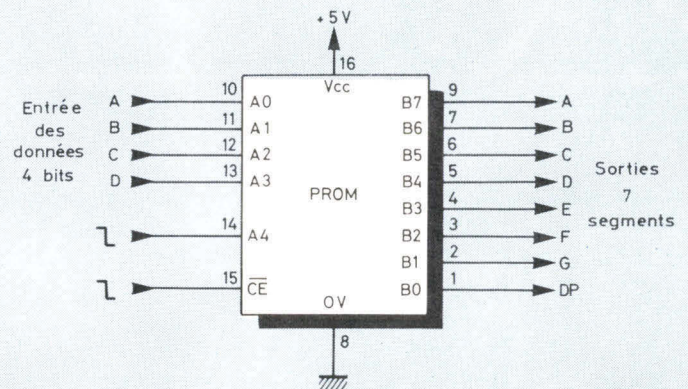 +5V
16
Vcc
Entrée
des
données
4 bits
A 10 A0
B 11 A1
C 12 A2
D 13 A3
14 A4
15 CE
PROM
B7 9 A
B6 7 B
B5 6 C
B4 5 D
B3 4 E
B2 3 F
B1 2 G
B0 1 DP
Sorties
7
segments
0V
8